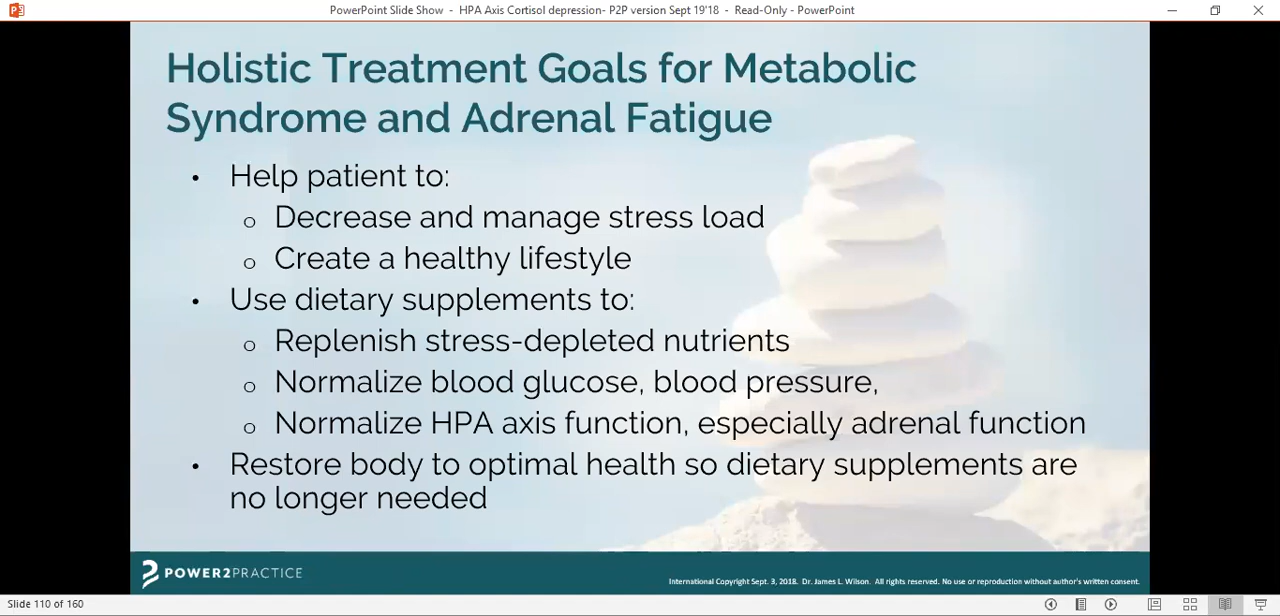 PowerPoint Slide Show - HPA Axis Cortisol depression- P2P version Sept 19'18 - Read-Only - PowerPoint
Holistic Treatment Goals for Metabolic
Syndrome and Adrenal Fatigue
• Help patient to:
o Decrease and manage stress load
o Create a healthy lifestyle
• Use dietary supplements to:
o Replenish stress-depleted nutrients
o Normalize blood glucose, blood pressure,
o Normalize HPA axis function, especially adrenal function
• Restore body to optimal health so dietary supplements are
no longer needed
POWER2PRACTICE
International Copyright Sept. 3, 2018. Dr. James L. Wilson. All rights reserved. No use or reproduction without author's written consent.
Slide 110 of 160